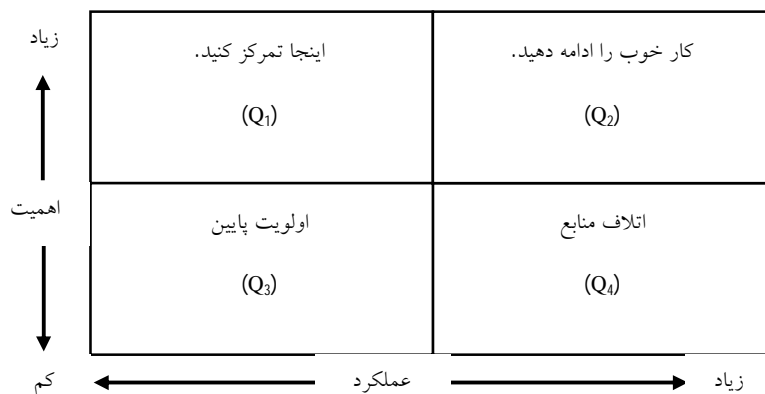 زیاد
اینجا تمرکز کنید.
(Q₁)
کار خوب را ادامه دهید.
(Q₂)
اهمیت
اولویت پایین
(Q₃)
اتلاف منابع
(Q₄)
کم
عملکرد
زیاد